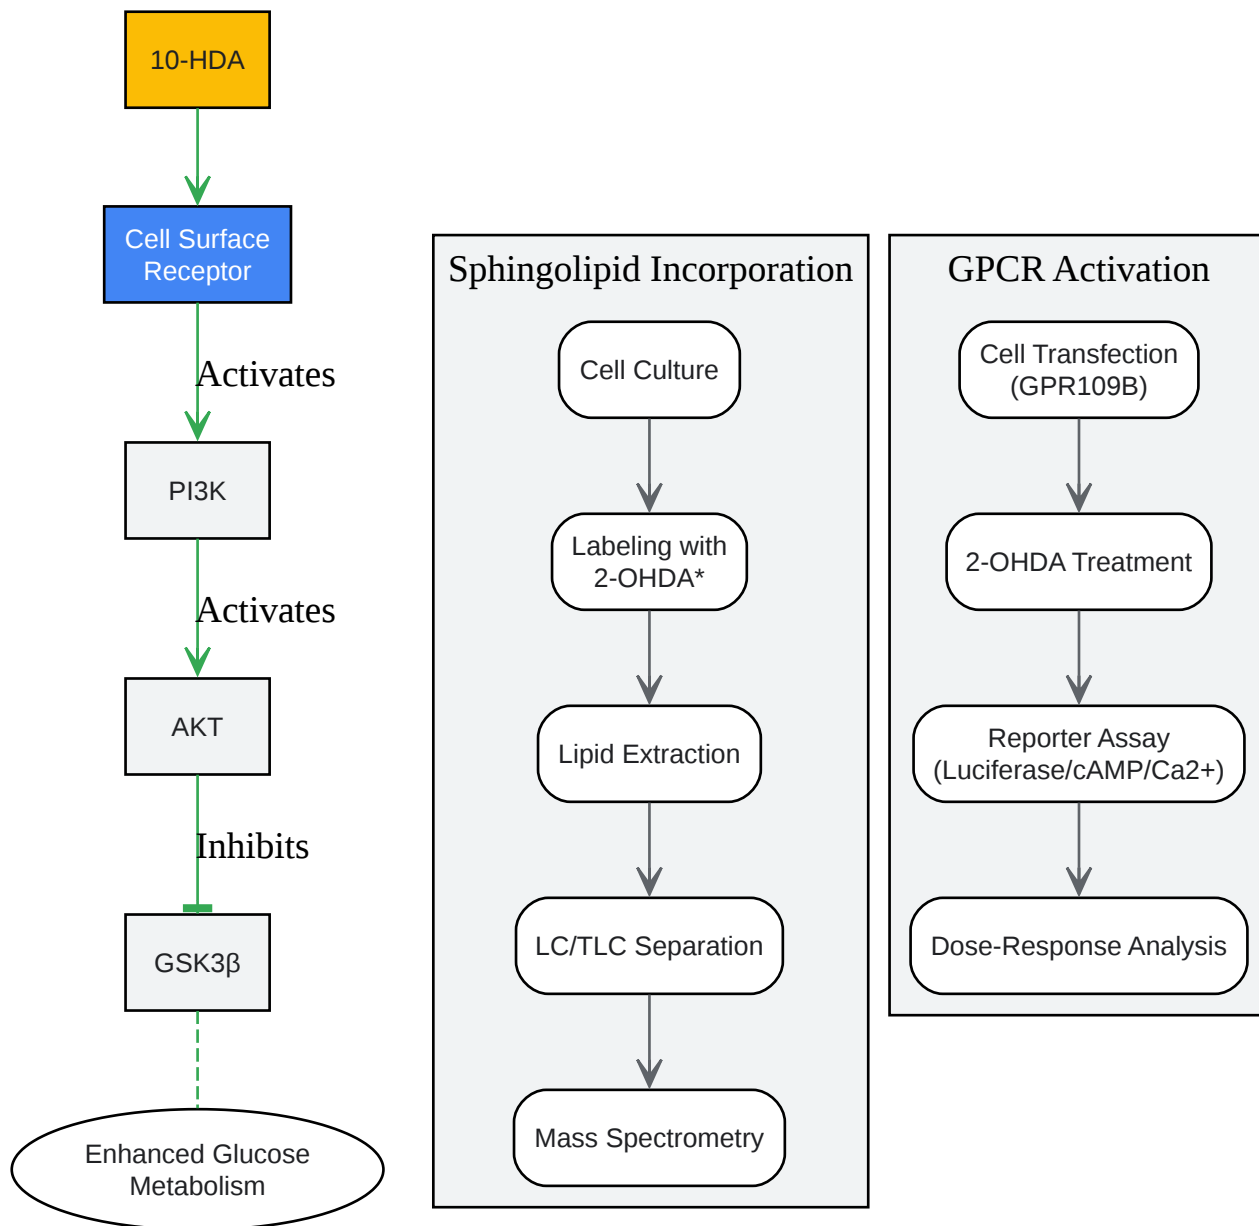 10-HDA
Cell Surface
Receptor
Activates
PI3K
Activates
AKT
Inhibits
GSK3β
Enhanced Glucose
Metabolism
Sphingolipid Incorporation
Cell Culture
Labeling with
2-OHDA*
Lipid Extraction
LC/TLC Separation
Mass Spectrometry
GPCR Activation
Cell Transfection
(GPR109B)
2-OHDA Treatment
Reporter Assay
(Luciferase/cAMP/Ca2+)
Dose-Response Analysis